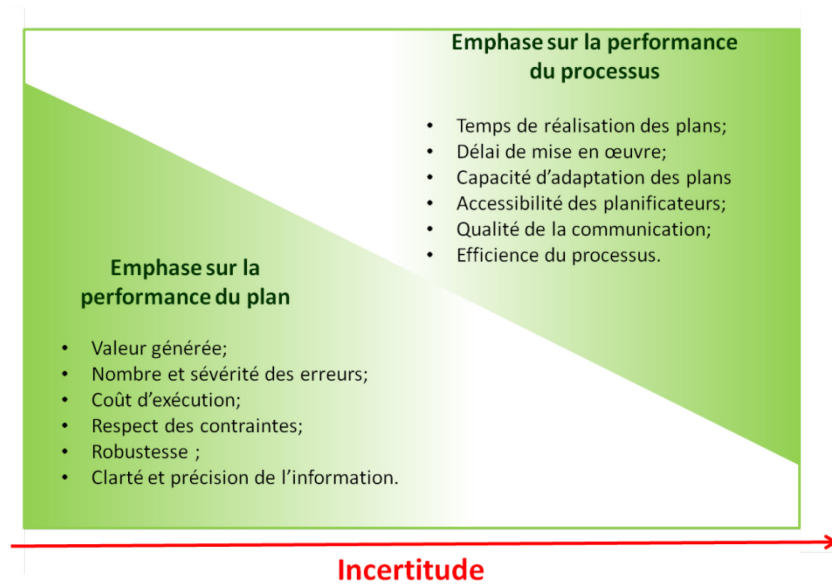 Emphase sur la performance
du processus
• Temps de réalisation des plans;
• Délai de mise en œuvre;
• Capacité d'adaptation des plans
• Accessibilité des planificateurs;
• Qualité de la communication;
• Efficience du processus.
Emphase sur la
performance du plan
• Valeur générée;
• Nombre et sévérité des erreurs;
• Coût d'exécution;
• Respect des contraintes;
• Robustesse ;
• Clarté et précision de l'information.
Incertitude